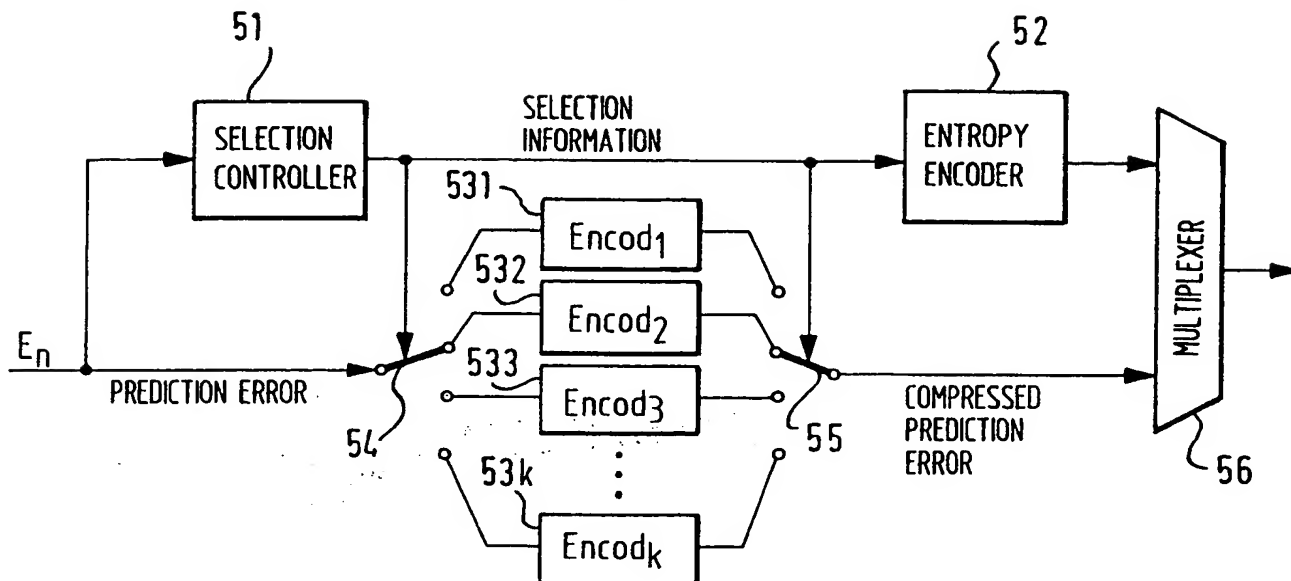 51
52
SELECTION
CONTROLLER
SELECTION
INFORMATION
ENTROPY
ENCODER
531
Encod1
532
Encod2
533
Encod3
53k
Encodk
En
PREDICTION ERROR
54
55
COMPRESSED
PREDICTION
ERROR
MULTIPLEXER
56